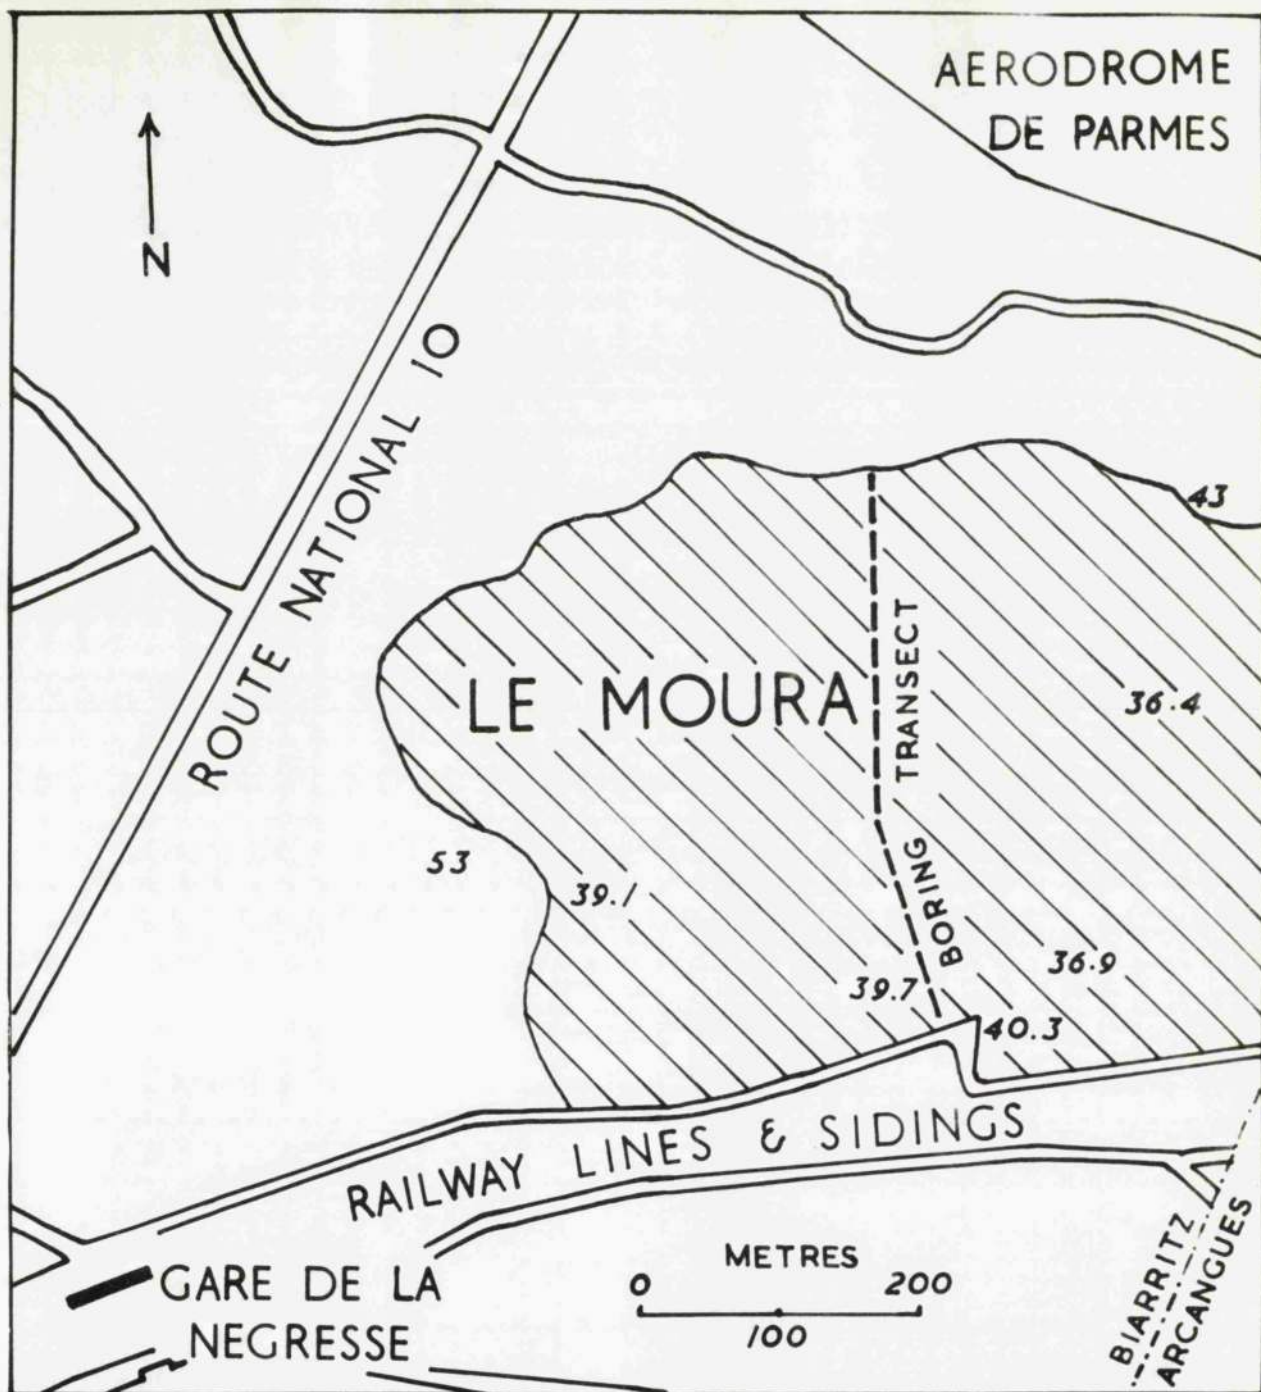 AERODROME
DE PARMES
N
ROUTE NATIONAL 10
43
LE MOURA
BORING TRANSECT
36.4
53
39.1
39.7
36.9
40.3
RAILWAY LINES & SIDINGS
GARE DE LA
NEGRESSE
METRES
0 200
100
BIARRITZ
ARCANGUES